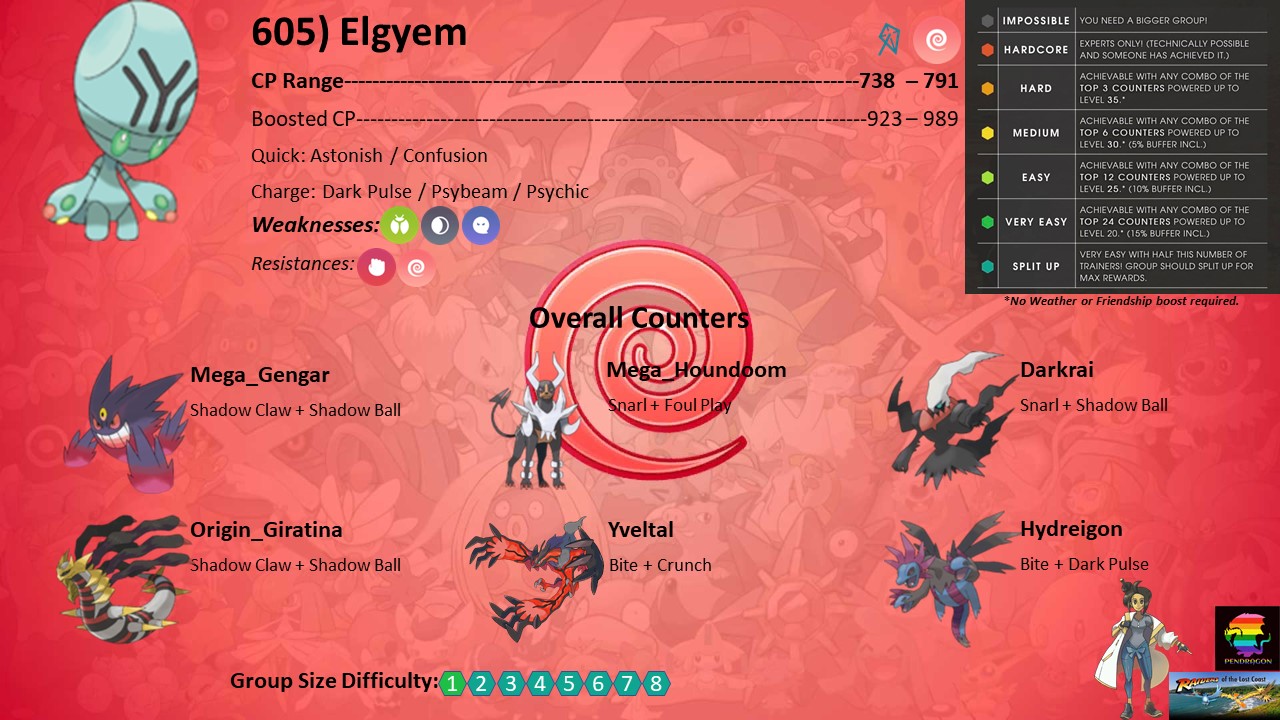 605) Elgyem
CP Range---738 – 791
Boosted CP---923 – 989
Quick: Astonish / Confusion
Charge: Dark Pulse / Psybeam / Psychic
Weaknesses:
Resistances:
IMPOSSIBLE YOU NEED A BIGGER GROUP!
HARDCORE EXPERTS ONLY! (TECHNICALLY POSSIBLE
AND SOMEONE HAS ACHIEVED IT.)
HARD ACHIEVABLE WITH ANY COMBO OF THE
TOP 3 COUNTERS POWERED UP TO
LEVEL 35.*
MEDIUM ACHIEVABLE WITH ANY COMBO OF THE
TOP 6 COUNTERS POWERED UP TO
LEVEL 30.* (5% BUFFER INCL.)
EASY ACHIEVABLE WITH ANY COMBO OF THE
TOP 12 COUNTERS POWERED UP TO
LEVEL 25.* (10% BUFFER INCL.)
VERY EASY ACHIEVABLE WITH ANY COMBO OF THE
TOP 24 COUNTERS POWERED UP TO
LEVEL 20.* (15% BUFFER INCL.)
SPLIT UP VERY EASY WITH HALF THIS NUMBER OF
TRAINERS! GROUP SHOULD SPLIT UP FOR
MAX REWARDS.
*No Weather or Friendship boost required.
Overall Counters
Mega_Gengar
Shadow Claw + Shadow Ball
Mega_Houndoom
Snarl + Foul Play
Darkrai
Snarl + Shadow Ball
Origin_Giratina
Shadow Claw + Shadow Ball
Yveltal
Bite + Crunch
Hydreigon
Bite + Dark Pulse
Group Size Difficulty: 1 2 3 4 5 6 7 8
PENDRAGON
RAIDERS of the Lost Coast